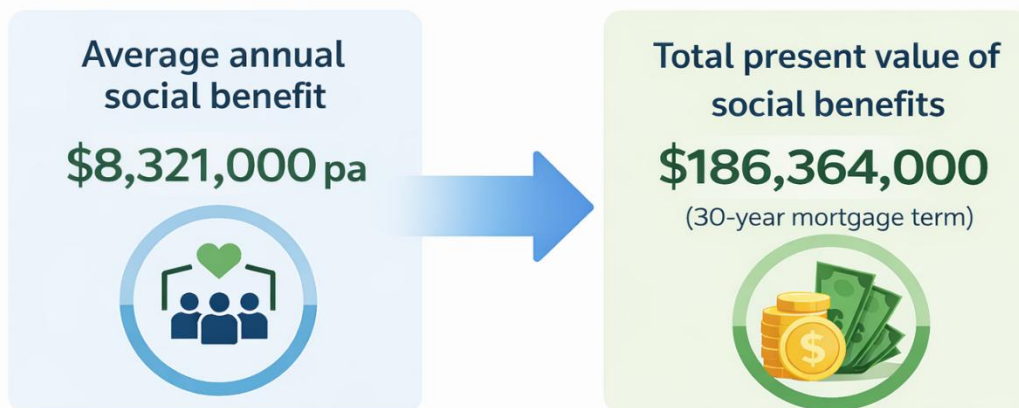 Average annual
social benefit
$8,321,000 pa
Total present value of
social benefits
$186,364,000
(30-year mortgage term)
$